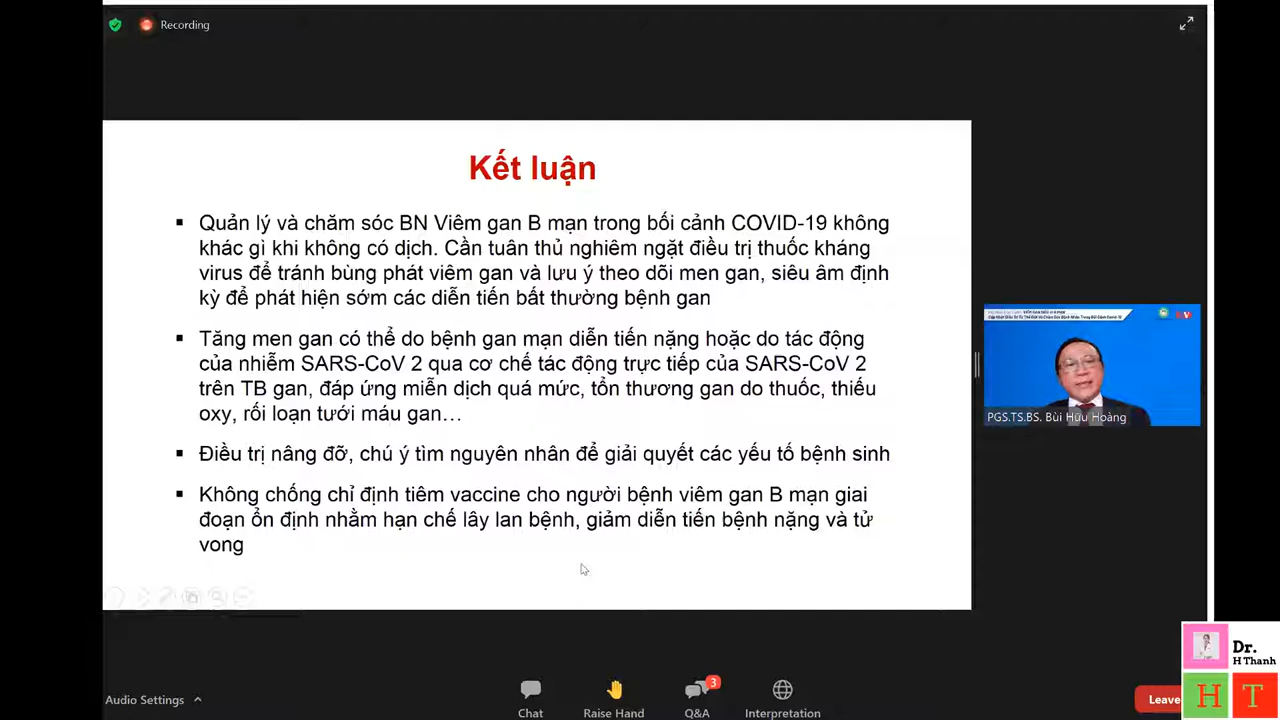 Recording
Kết luận
Quản lý và chăm sóc BN Viêm gan B mạn trong bối cảnh COVID-19 không
khác gì khi không có dịch. Cần tuân thủ nghiêm ngặt điều trị thuốc kháng
virus để tránh bùng phát viêm gan và lưu ý theo dõi men gan, siêu âm định
kỳ để phát hiện sớm các diễn tiến bất thường bệnh gan
Tăng men gan có thể do bệnh gan mạn diễn tiến nặng hoặc do tác động
của nhiễm SARS-CoV 2 qua cơ chế tác động trực tiếp của SARS-CoV 2
trên TB gan, đáp ứng miễn dịch quá mức, tổn thương gan do thuốc, thiếu
oxy, rối loạn tưới máu gan…
Điều trị nâng đỡ, chú ý tìm nguyên nhân để giải quyết các yếu tố bệnh sinh
Không chống chỉ định tiêm vaccine cho người bệnh viêm gan B mạn giai
đoạn ổn định nhằm hạn chế lây lan bệnh, giảm diễn tiến bệnh nặng và tử
vong
PGS.TS.BS. Bùi Hữu Hoàng
Audio Settings
Chat
Raise Hand
3
Q&A
Interpretation
Leave
Dr.
H Thanh
H T